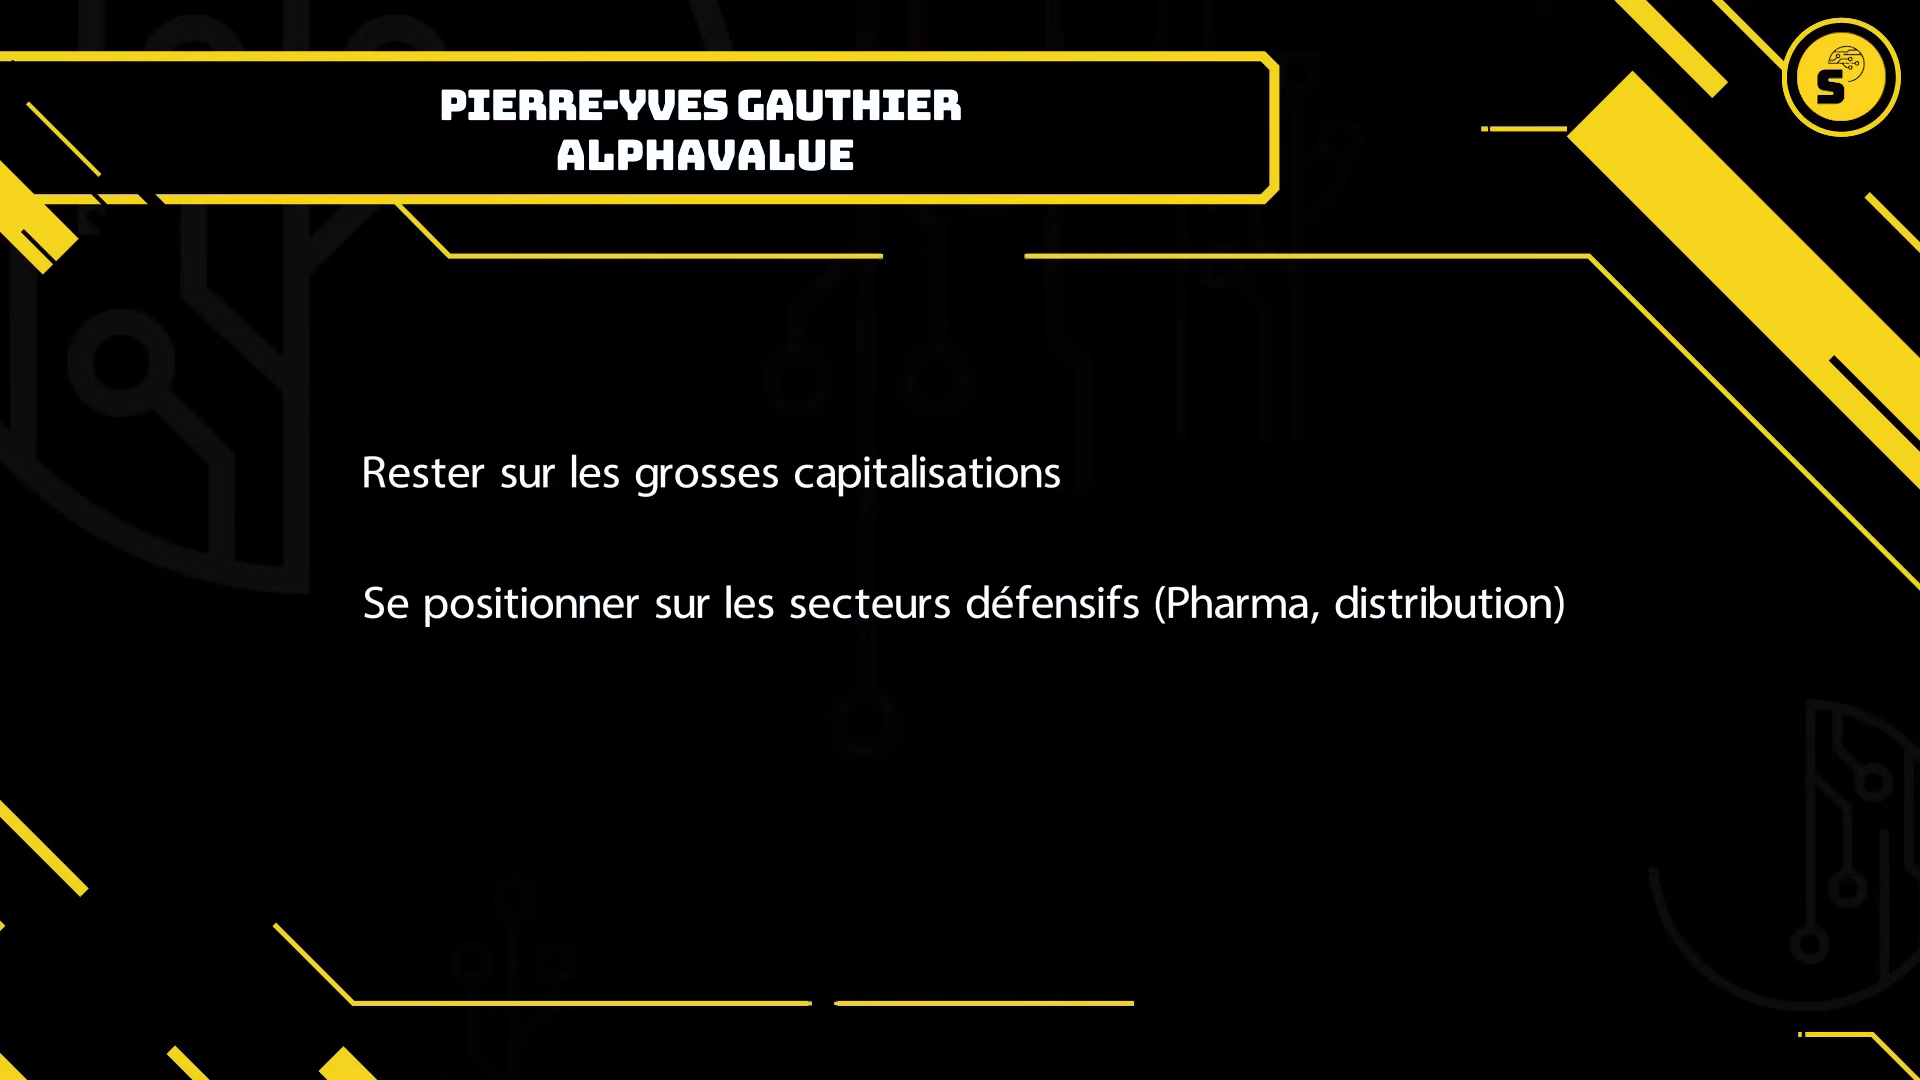 PIERRE-YVES GAUTHIER
ALPHAVALUE
S
Rester sur les grosses capitalisations
Se positionner sur les secteurs défensifs (Pharma, distribution)